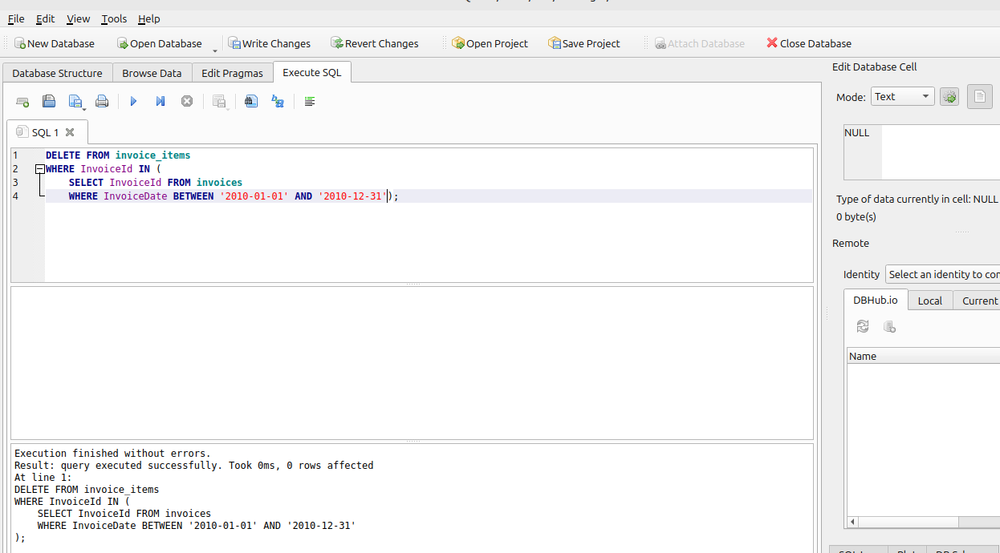 File Edit View Tools Help
New Database Open Database Write Changes Revert Changes Open Project Save Project Attach Database Close Database
Database Structure Browse Data Edit Pragmas Execute SQL
SQL 1
1 DELETE FROM invoice_items
2 WHERE InvoiceId IN (
3 SELECT InvoiceId FROM invoices
4 WHERE InvoiceDate BETWEEN '2010-01-01' AND '2010-12-31');
Execution finished without errors.
Result: query executed successfully. Took 0ms, 0 rows affected
At line 1:
DELETE FROM invoice_items
WHERE InvoiceId IN (
SELECT InvoiceId FROM invoices
WHERE InvoiceDate BETWEEN '2010-01-01' AND '2010-12-31'
);
Edit Database Cell
Mode: Text
NULL
Type of data currently in cell: NULL
0 byte(s)
Remote
Identity Select an identity to con
DBHub.io Local Current
Name